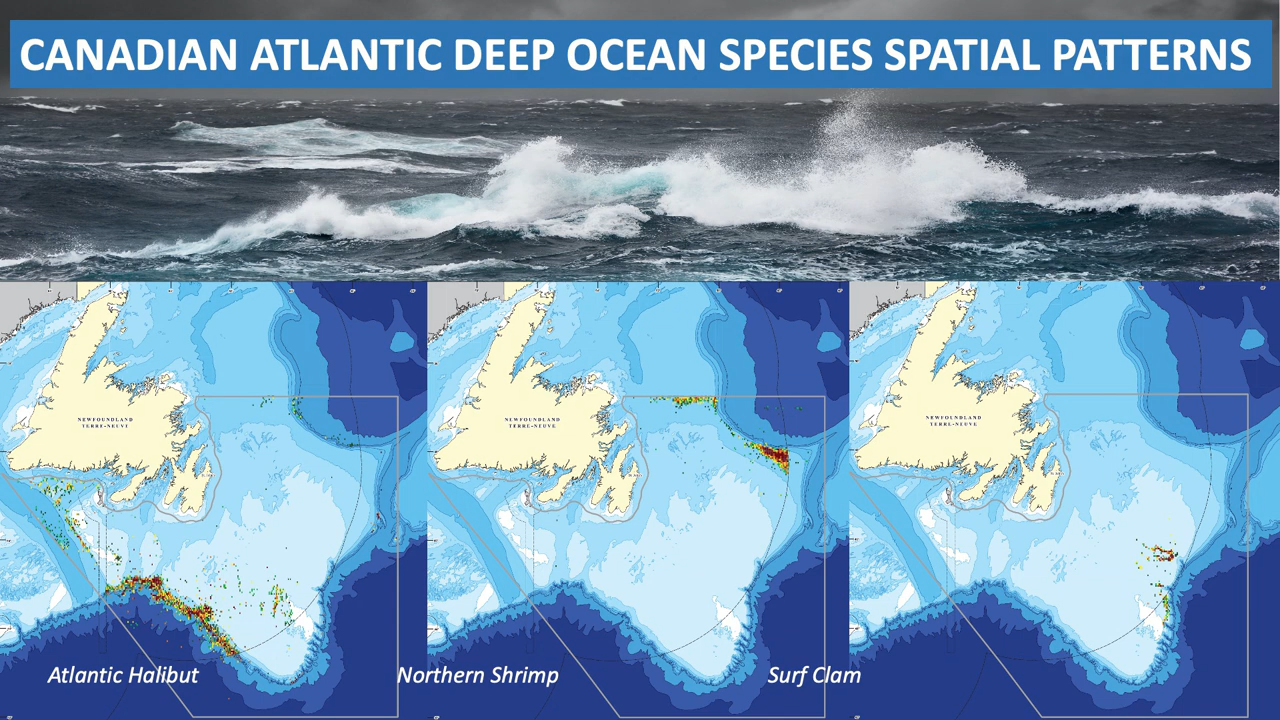 CANADIAN ATLANTIC DEEP OCEAN SPECIES SPATIAL PATTERNS
NEWFOUNDLAND
TERRE-NEUVE
NEWFOUNDLAND
TERRE-NEUVE
NEWFOUNDLAND
TERRE-NEUVE
Atlantic Halibut
Northern Shrimp
Surf Clam